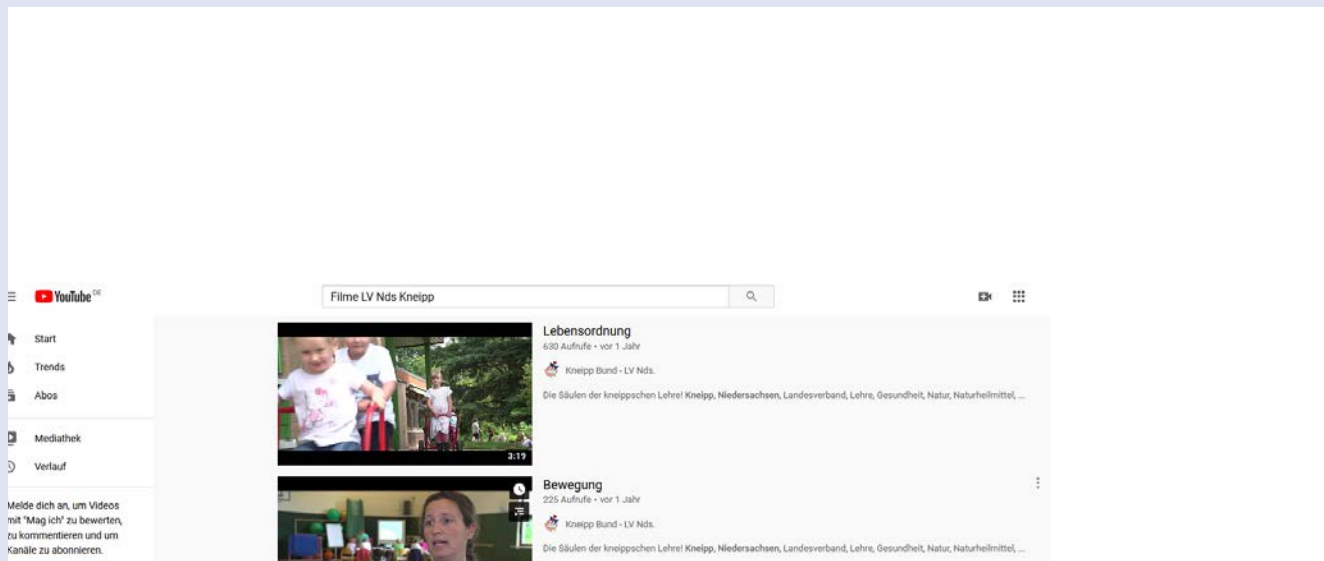 YouTube DE
Filme LV Nds Kneipp
Start
Trends
Abos
Mediathek
Verlauf
Melde dich an, um Videos
mit "Mag ich" zu bewerten,
zu kommentieren und um
Kanäle zu abonnieren.
3:19
Lebensordnung
630 Aufrufe • vor 1 Jahr
Kneipp Bund - LV Nds.
Die Säulen der kneippschen Lehre! Kneipp, Niedersachsen, Landesverband, Lehre, Gesundheit, Natur, Naturheilmittel, ...
Bewegung
225 Aufrufe • vor 1 Jahr
Kneipp Bund - LV Nds.
Die Säulen der kneippschen Lehre! Kneipp, Niedersachsen, Landesverband, Lehre, Gesundheit, Natur, Naturheilmittel, ...